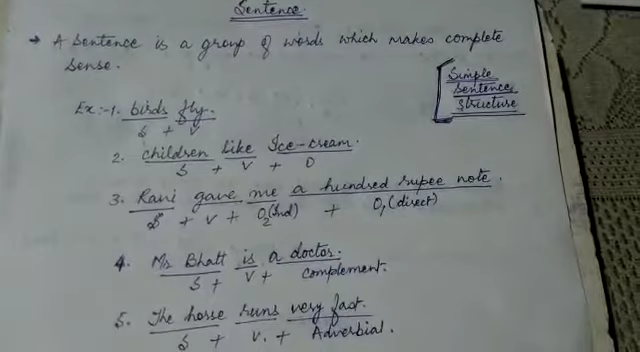 Sentence.
→ A sentence is a group of words which makes complete
sense.
[ Simple
Sentence
Structure
Ex:-1. birds fly.
S + V
2. children like Ice-cream.
S + V + O
3. Ravi gave me a hundred rupee note.
S + V + O2 (Ind) + O1 (direct)
4. Mr Bhatt is a doctor.
S + V + complement.
5. The horse runs very fast.
S + V. + Adverbial.